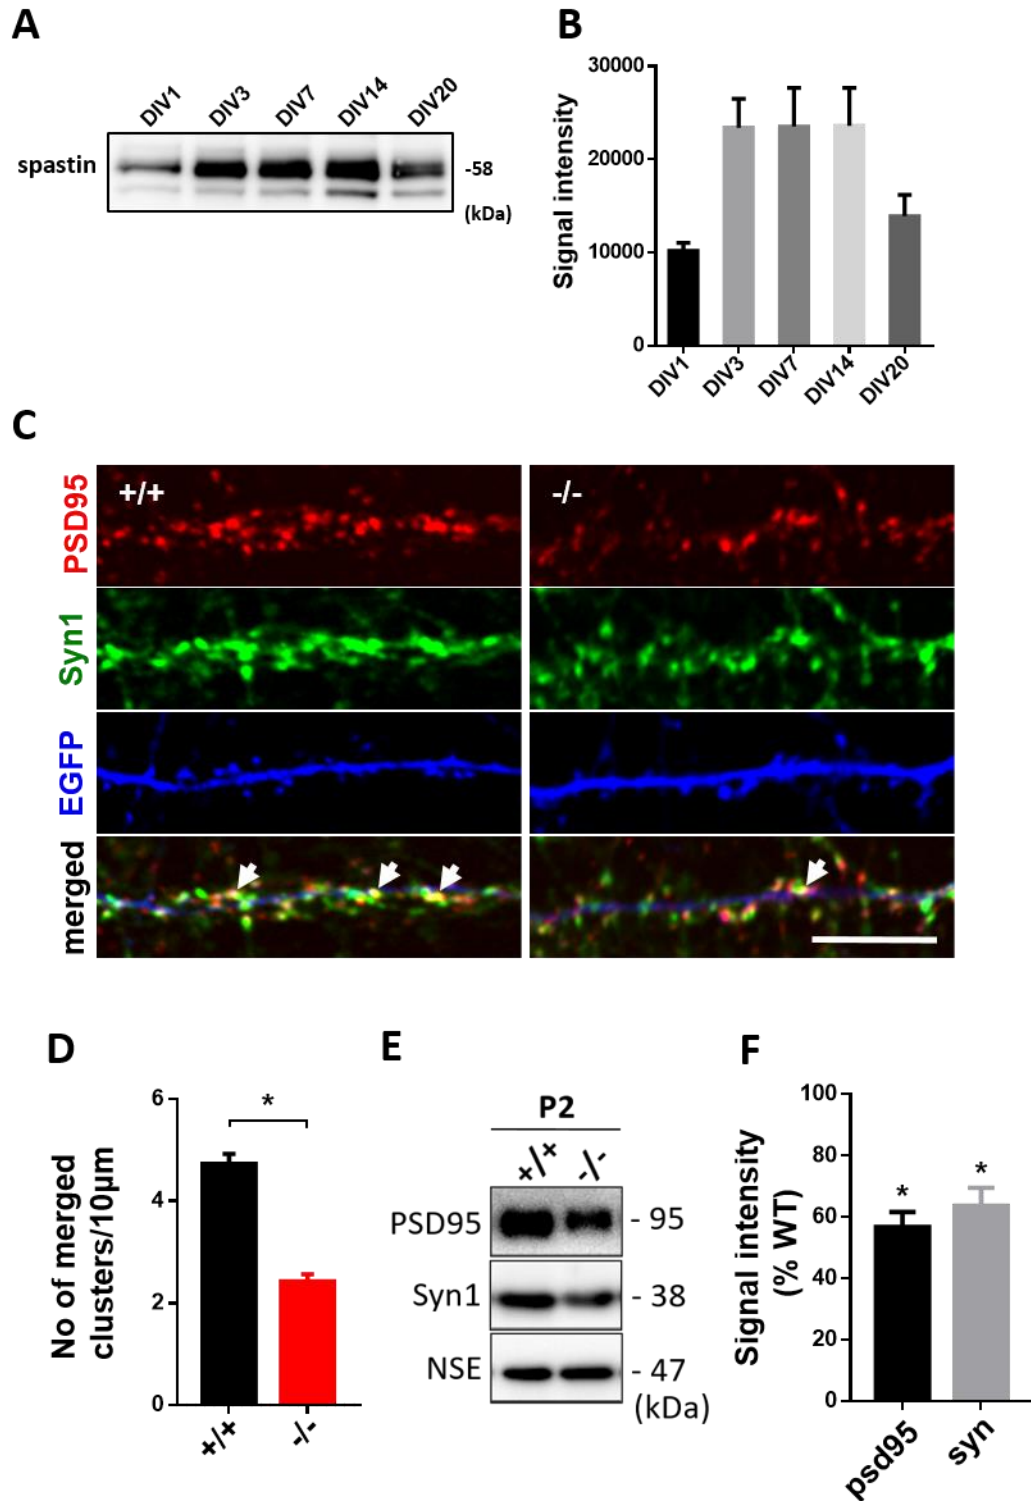 A
DIV1 DIV3 DIV7 DIV14 DIV20
spastin
-58
(kDa)
B
Signal intensity
30000
20000
10000
0
DIV1 DIV3 DIV7 DIV14 DIV20
C
+/+
-/-
PSD95
Syn1
EGFP
merged
D
No of merged
clusters/10µm
6
4
2
0
*
+/+ -/-
E
P2
+/+ -/-
PSD95 - 95
Syn1 - 38
NSE - 47
(kDa)
F
Signal intensity
(% WT)
100
80
60
40
20
0
* *
psd95 syn